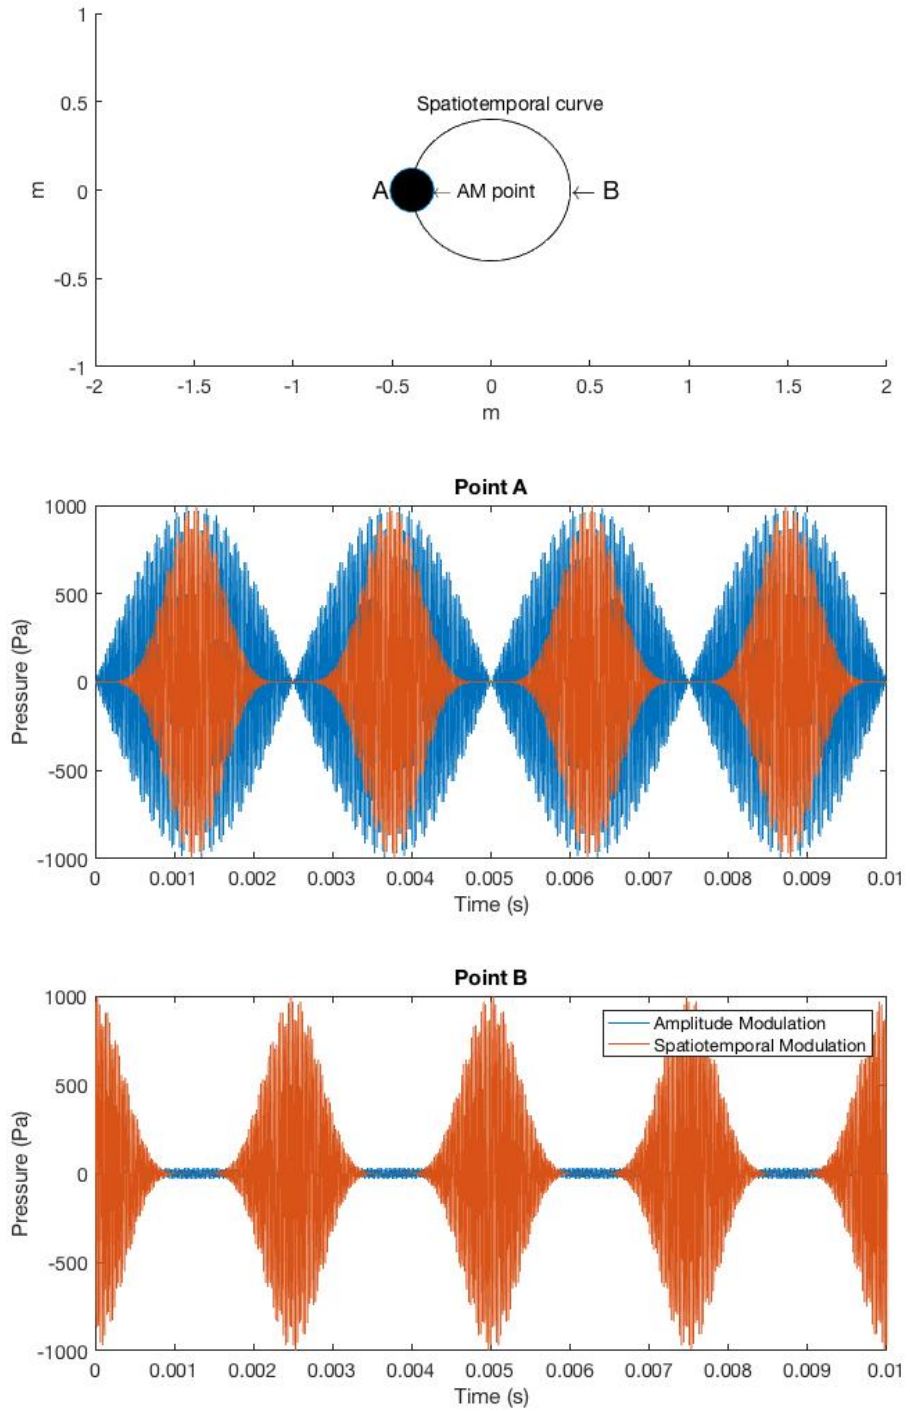 1
0.5
0
-0.5
-1
m
Spatiotemporal curve
A ← AM point ← B
-2 -1.5 -1 -0.5 0 0.5 1 1.5 2
m
Point A
1000
500
0
-500
-1000
Pressure (Pa)
0 0.001 0.002 0.003 0.004 0.005 0.006 0.007 0.008 0.009 0.01
Time (s)
Point B
1000
500
0
-500
-1000
Pressure (Pa)
Amplitude Modulation
Spatiotemporal Modulation
0 0.001 0.002 0.003 0.004 0.005 0.006 0.007 0.008 0.009 0.01
Time (s)